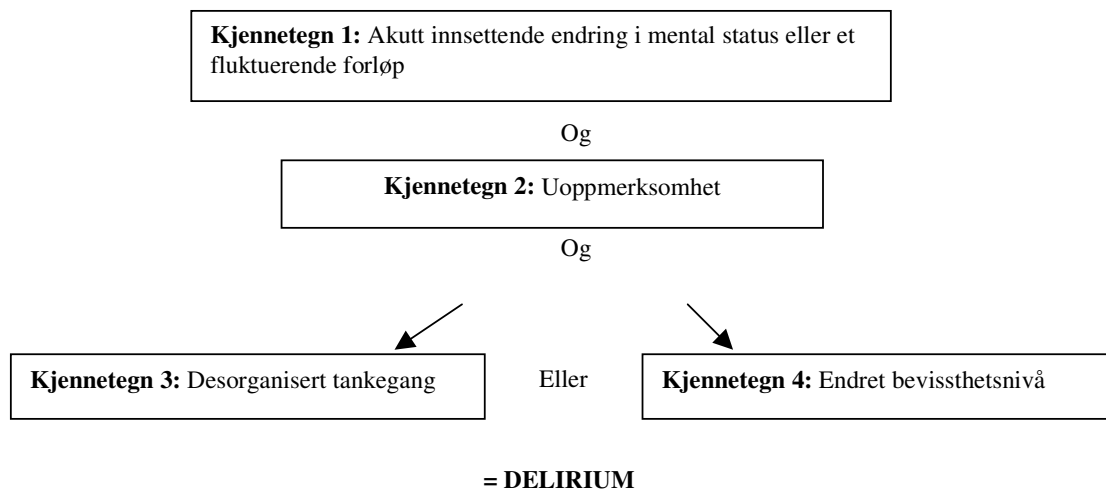 Kjennetegn 1: Akutt innsettende endring i mental status eller et
fluktuerende forløp
Og
Kjennetegn 2: Uoppmerksomhet
Og
Kjennetegn 3: Desorganisert tankegang
Eller
Kjennetegn 4: Endret bevissthetsnivå
= DELIRIUM